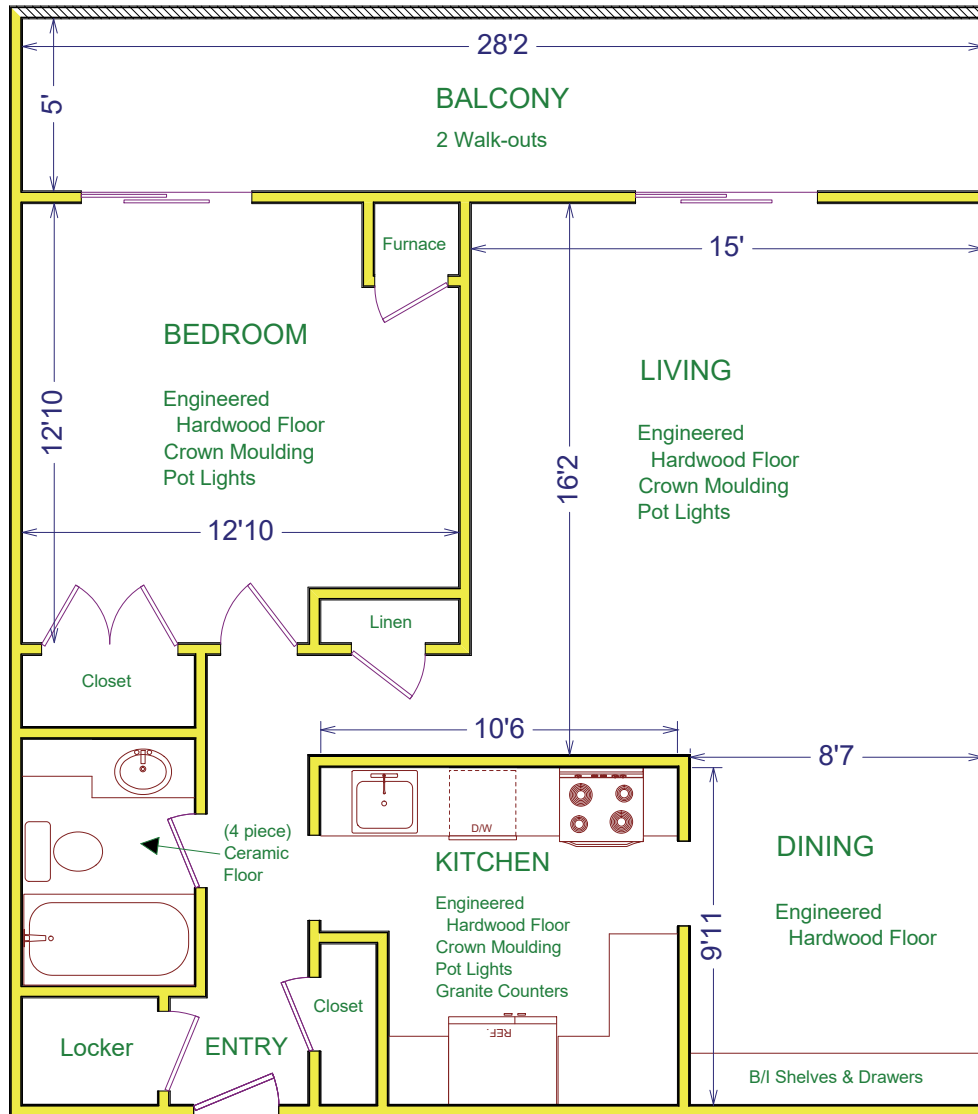 28'2
5'
BALCONY
2 Walk-outs
Furnace
15'
BEDROOM
Engineered
Hardwood Floor
Crown Moulding
Pot Lights
12'10
12'10
LIVING
Engineered
Hardwood Floor
Crown Moulding
Pot Lights
16'2
Linen
Closet
10'6
8'7
(4 piece)
Ceramic
Floor
D/W
KITCHEN
Engineered
Hardwood Floor
Crown Moulding
Pot Lights
Granite Counters
DINING
Engineered
Hardwood Floor
9'11
Closet
REF.
Locker
ENTRY
B/I Shelves & Drawers